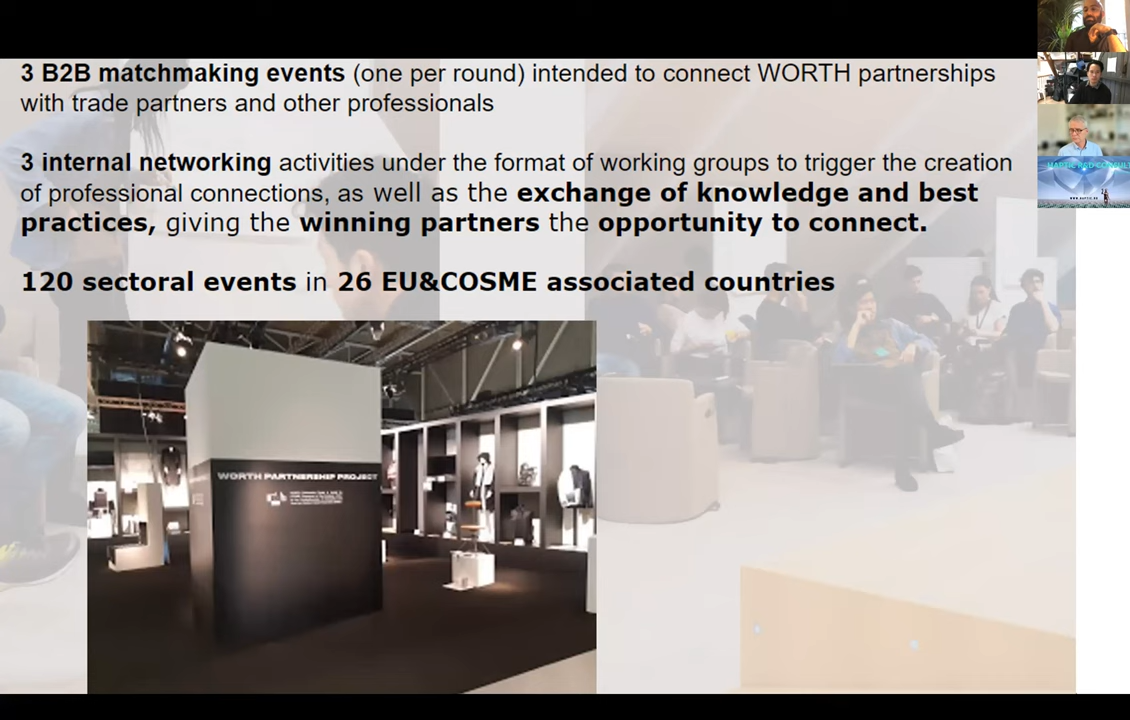 3 B2B matchmaking events (one per round) intended to connect WORTH partnerships
with trade partners and other professionals
3 internal networking activities under the format of working groups to trigger the creation
of professional connections, as well as the exchange of knowledge and best
practices, giving the winning partners the opportunity to connect.
120 sectoral events in 26 EU&COSME associated countries
WORTH PARTNERSHIP PROJECT